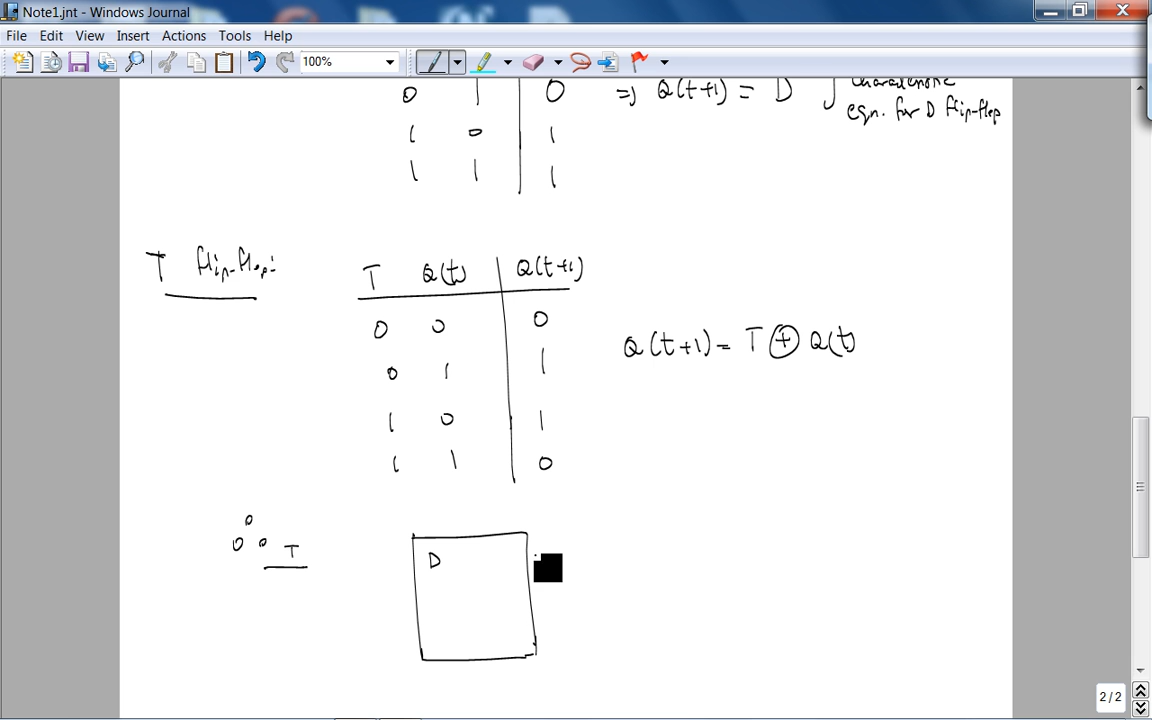 Note1.jnt - Windows Journal
File Edit View Insert Actions Tools Help
100%
0 1 0 ⇒ Q(t+1) = D } characteristic
eqn. for D flip-flop
1 0 1
1 1 1
T flip-flop:
T Q(t) Q(t+1)
0 0 0
Q(t+1) = T ⊕ Q(t)
0 1 1
1 0 1
1 1 0
∴ T
D
2/2